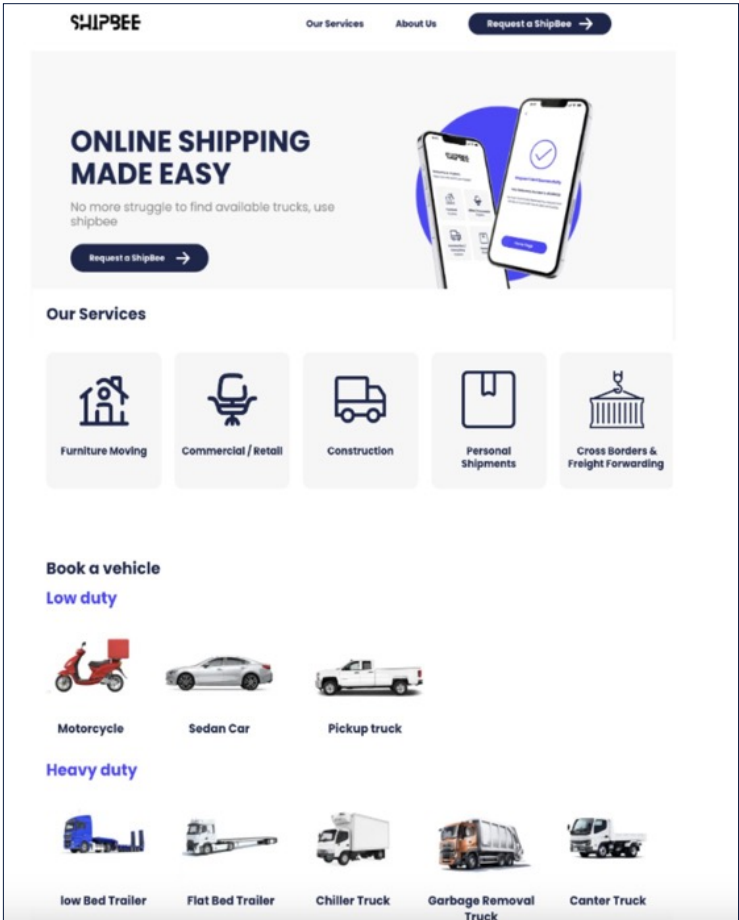 SHIPBEE
Our Services
About Us
Request a ShipBee
ONLINE SHIPPING
MADE EASY
No more struggle to find available trucks, use
shipbee
Request a ShipBee
SHIPBEE
Our Services
Furniture Moving
Commercial / Retail
Construction
Personal
Shipments
Cross Borders &
Freight Forwarding
Book a vehicle
Low duty
Motorcycle
Sedan Car
Pickup truck
Heavy duty
low Bed Trailer
Flat Bed Trailer
Chiller Truck
Garbage Removal
Truck
Canter Truck